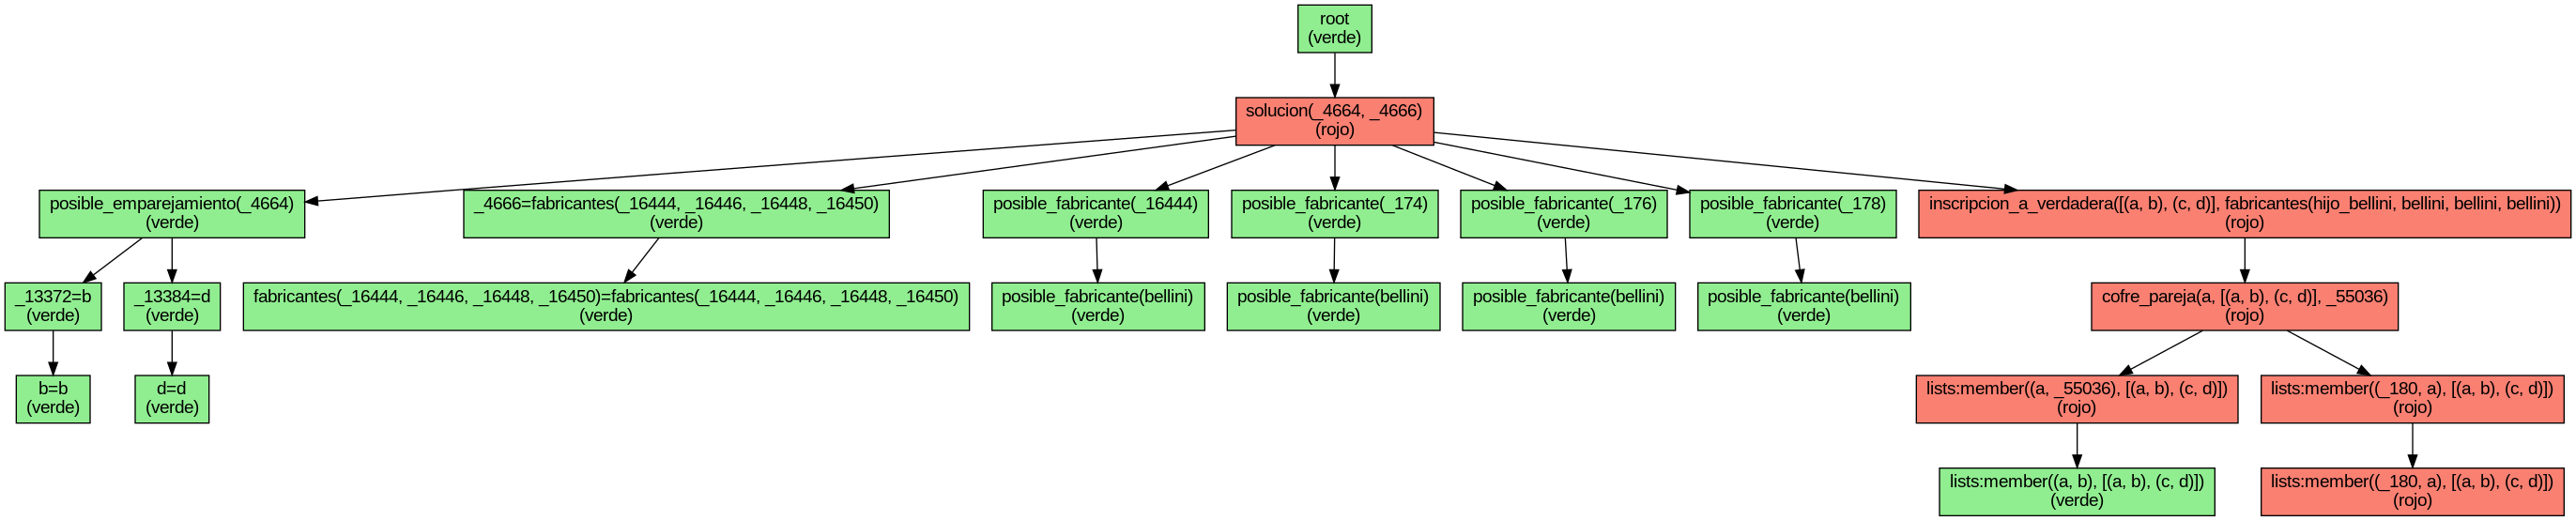 root
(verde)
solucion(_4664, _4666)
(rojo)
posible_emparejamiento(_4664)
(verde)
_4666=fabricantes(_16444, _16446, _16448, _16450)
(verde)
posible_fabricante(_16444)
(verde)
posible_fabricante(_174)
(verde)
posible_fabricante(_176)
(verde)
posible_fabricante(_178)
(verde)
inscripcion_a_verdadera([(a, b), (c, d)], fabricantes(hijo_bellini, bellini, bellini, bellini))
(rojo)
_13372=b
(verde)
_13384=d
(verde)
fabricantes(_16444, _16446, _16448, _16450)=fabricantes(_16444, _16446, _16448, _16450)
(verde)
posible_fabricante(bellini)
(verde)
posible_fabricante(bellini)
(verde)
posible_fabricante(bellini)
(verde)
posible_fabricante(bellini)
(verde)
cofre_pareja(a, [(a, b), (c, d)], _55036)
(rojo)
b=b
(verde)
d=d
(verde)
lists:member((a, _55036), [(a, b), (c, d)])
(rojo)
lists:member((_180, a), [(a, b), (c, d)])
(rojo)
lists:member((a, b), [(a, b), (c, d)])
(verde)
lists:member((_180, a), [(a, b), (c, d)])
(rojo)